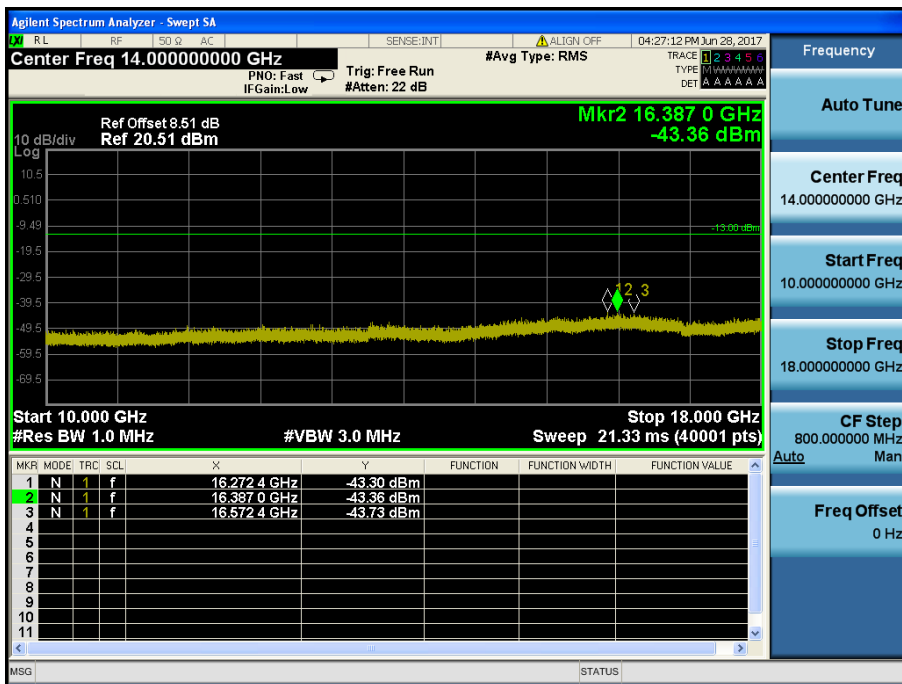 Agilent Spectrum Analyzer - Swept SA
LXI RL RF 50 Ω AC SENSE:INT ALIGN OFF 04:27:12 PM Jun 28, 2017
Center Freq 14.000000000 GHz #Avg Type: RMS TRACE 1 2 3 4 5 6
PNO: Fast Trig: Free Run TYPE M WWWWW
IFGain:Low #Atten: 22 dB DET A A A A A A
Mkr2 16.387 0 GHz
-43.36 dBm
Ref Offset 8.51 dB
10 dB/div Ref 20.51 dBm
Log
10.5
0.510
-9.49
-13.00 dBm
-19.5
-29.5
1 2 3
-39.5
-49.5
-59.5
-69.5
Start 10.000 GHz Stop 18.000 GHz
#Res BW 1.0 MHz #VBW 3.0 MHz Sweep 21.33 ms (40001 pts)
MKR MODE TRC SCL X Y FUNCTION FUNCTION WIDTH FUNCTION VALUE
1 N 1 f 16.272 4 GHz -43.30 dBm
2 N 1 f 16.387 0 GHz -43.36 dBm
3 N 1 f 16.572 4 GHz -43.73 dBm
4
5
6
7
8
9
10
11
MSG STATUS
Frequency
Auto Tune
Center Freq
14.000000000 GHz
Start Freq
10.000000000 GHz
Stop Freq
18.000000000 GHz
CF Step
800.000000 MHz
Auto Man
Freq Offset
0 Hz